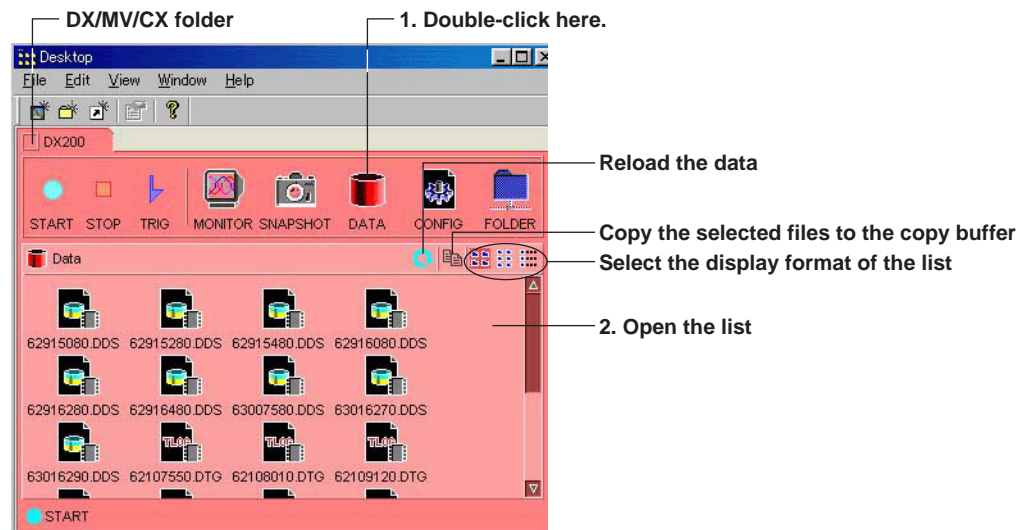 DX/MV/CX folder
1. Double-click here.
Desktop
File Edit View Window Help
DX200
START STOP TRIG MONITOR SNAPSHOT DATA CONFIG FOLDER
Reload the data
Copy the selected files to the copy buffer
Data
Select the display format of the list
2. Open the list
62915080.DDS 62915280.DDS 62915480.DDS 62916080.DDS
62916280.DDS 62916480.DDS 63007580.DDS 63016270.DDS
TLOG TLOG TLOG
63016290.DDS 62107550.DTG 62108010.DTG 62109120.DTG
START